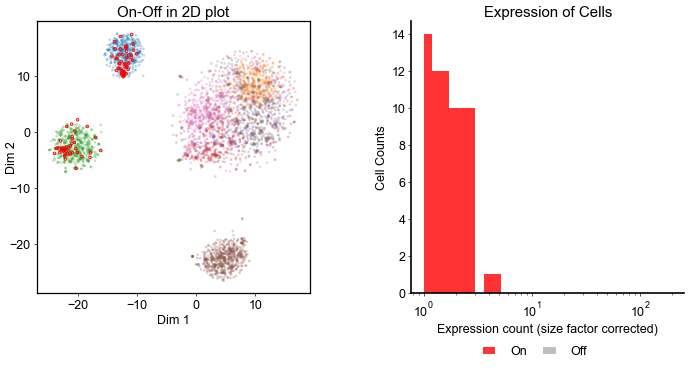 On-Off in 2D plot
Dim 2
10
0
−10
−20
−20
−10
0
10
Dim 1
Expression of Cells
Cell Counts
14
12
10
8
6
4
2
0
10^0
10^1
10^2
Expression count (size factor corrected)
On
Off